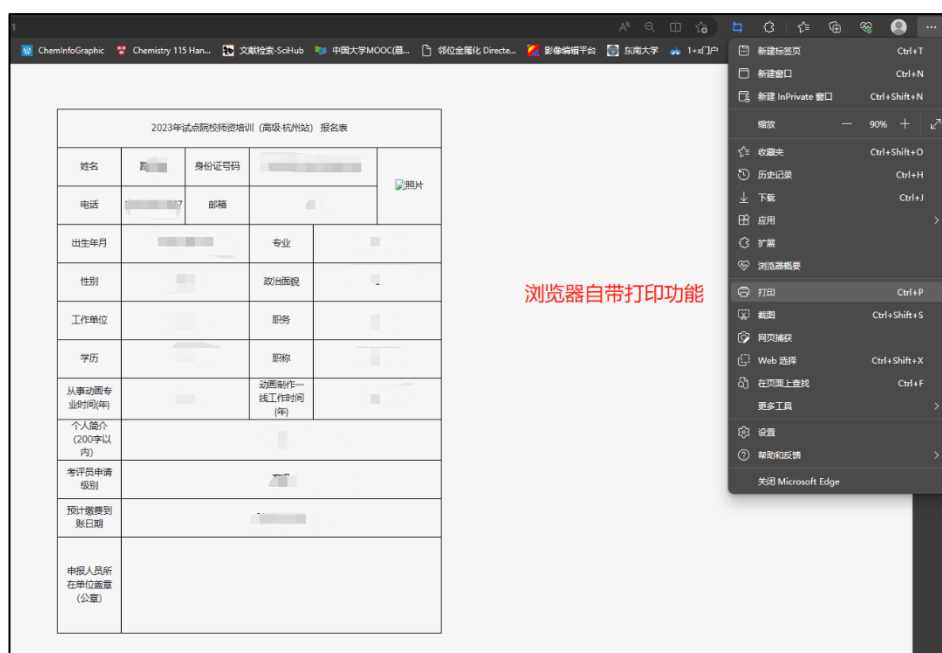 1
ChemInfoGraphic Chemistry 115 Han... 文献检索-SciHub 中国大学MOOC(慕... 邻位金属化 Directe... 影像编辑平台 东南大学 1+x门户
2023年试点院校师资培训（高级·杭州站） 报名表
姓名 身份证号码 照片
电话 7 邮箱
出生年月 专业
性别 政治面貌
工作单位 职务
学历 职称
从事动画专
业时间(年)
动画制作一
线工作时间
(年)
个人简介
(200字以
内)
考评员申请
级别
预计缴费到
账日期
申报人员所
在单位盖章
(公章)
浏览器自带打印功能
新建标签页 Ctrl+T
新建窗口 Ctrl+N
新建 InPrivate 窗口 Ctrl+Shift+N
缩放 — 90% +
收藏夹 Ctrl+Shift+O
历史记录 Ctrl+H
下载 Ctrl+J
应用
扩展
浏览器概要
打印 Ctrl+P
截图 Ctrl+Shift+S
网页捕获
Web 选择 Ctrl+Shift+X
在页面上查找 Ctrl+F
更多工具
设置
帮助和反馈
关闭 Microsoft Edge